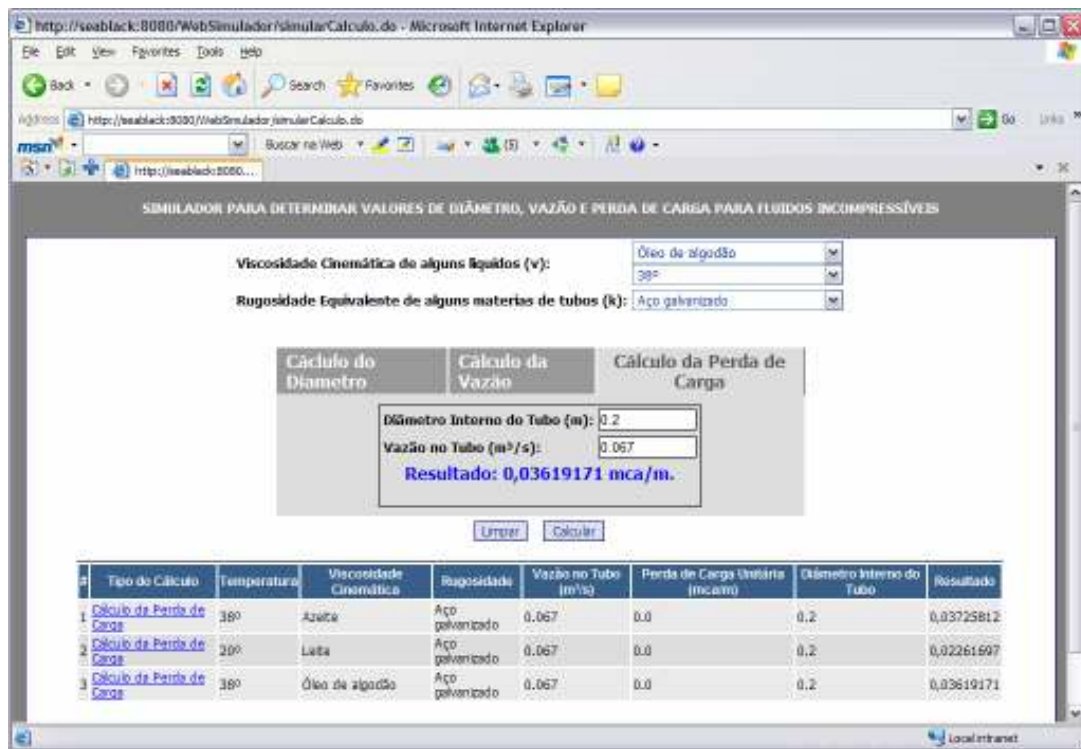 http://seablack:8080/WebSimulador/simularCalculo.do - Microsoft Internet Explorer
File Edit View Favorites Tools Help
Back Search Favorites
Address http://seablack:8080/WebSimulador/simularCalculo.do Go Links
msn Buscar na Web (5)
http://seablack:8080...
SIMULADOR PARA DETERMINAR VALORES DE DIÂMETRO, VAZÃO E PERDA DE CARGA PARA FLUIDOS INCOMPRESSÍVEIS
Viscosidade Cinemática de alguns liquidos (v): Óleo de algodão
38º
Rugosidade Equivalente de alguns materias de tubos (k): Aço galvanizado
Cáclulo do Diametro
Cálculo da Vazão
Cálculo da Perda de Carga
Diâmetro Interno do Tubo (m): 0.2
Vazão no Tubo (m³/s): 0.067
Resultado: 0,03619171 mca/m.
Limpar Calcular
# Tipo do Cálculo Temperatura Viscosidade Cinemática Rugosidade Vazão no Tubo (m³/s) Perda de Carga Unitária (mca/m) Diâmetro Interno do Tubo Resultado
1 Cálculo da Perda de Carga 38º Azeite Aço galvanizado 0.067 0.0 0.2 0,03725812
2 Cálculo da Perda de Carga 20º Leite Aço galvanizado 0.067 0.0 0.2 0,02261697
3 Cálculo da Perda de Carga 38º Óleo de algodão Aço galvanizado 0.067 0.0 0.2 0,03619171
Local intranet